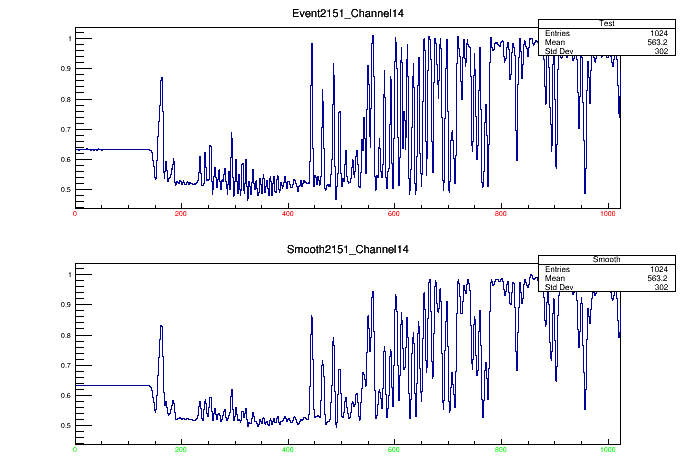 Event2151_Channel14
Test
Entries 1024
Mean 563.2
Std Dev 302
1
0.9
0.8
0.7
0.6
0.5
0 200 400 600 800 1000
Smooth2151_Channel14
Smooth
Entries 1024
Mean 563.2
Std Dev 302
1
0.9
0.8
0.7
0.6
0.5
0 200 400 600 800 1000